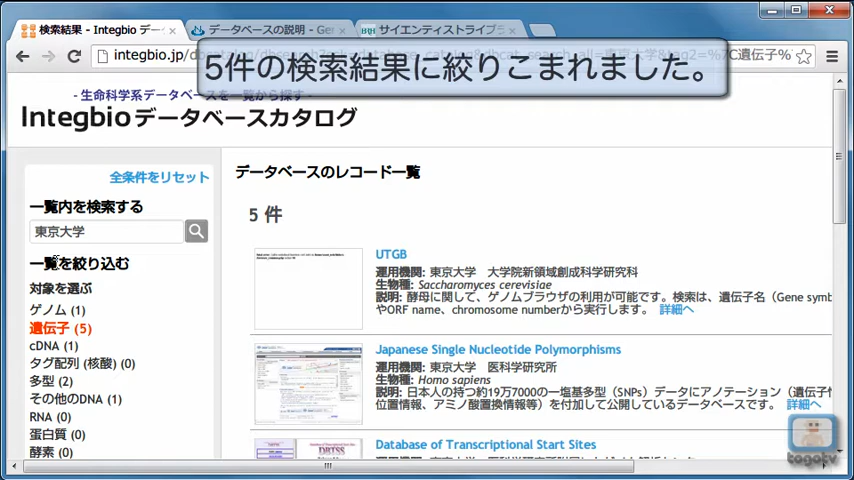 検索結果 - Integbio デー
データベースの説明 - Ge
サイエンティストライブラ
integbio.jp/
5件の検索結果に絞りこまれました。
- 生命科学系データベースを一覧から探す -
Integbioデータベースカタログ
全条件をリセット
一覧内を検索する
東京大学
一覧を絞り込む
対象を選ぶ
ゲノム (1)
遺伝子 (5)
cDNA (1)
タグ配列 (核酸) (0)
多型 (2)
その他のDNA (1)
RNA (0)
蛋白質 (0)
酵素 (0)
データベースのレコード一覧
5 件
UTGB
運用機関: 東京大学　大学院新領域創成科学研究科
生物種: Saccharomyces cerevisiae
説明: 酵母に関して、ゲノムブラウザの利用が可能です。検索は、遺伝子名（Gene symb
やORF name、chromosome numberから実行します。 詳細へ
Japanese Single Nucleotide Polymorphisms
運用機関: 東京大学　医科学研究所
生物種: Homo sapiens
説明: 日本人の持つ約19万7000の一塩基多型（SNPs）データにアノテーション（遺伝子
位置情報、アミノ酸置換情報等）を付加して公開しているデータベースです。 詳細へ
Database of Transcriptional Start Sites
DBTSS
togotv